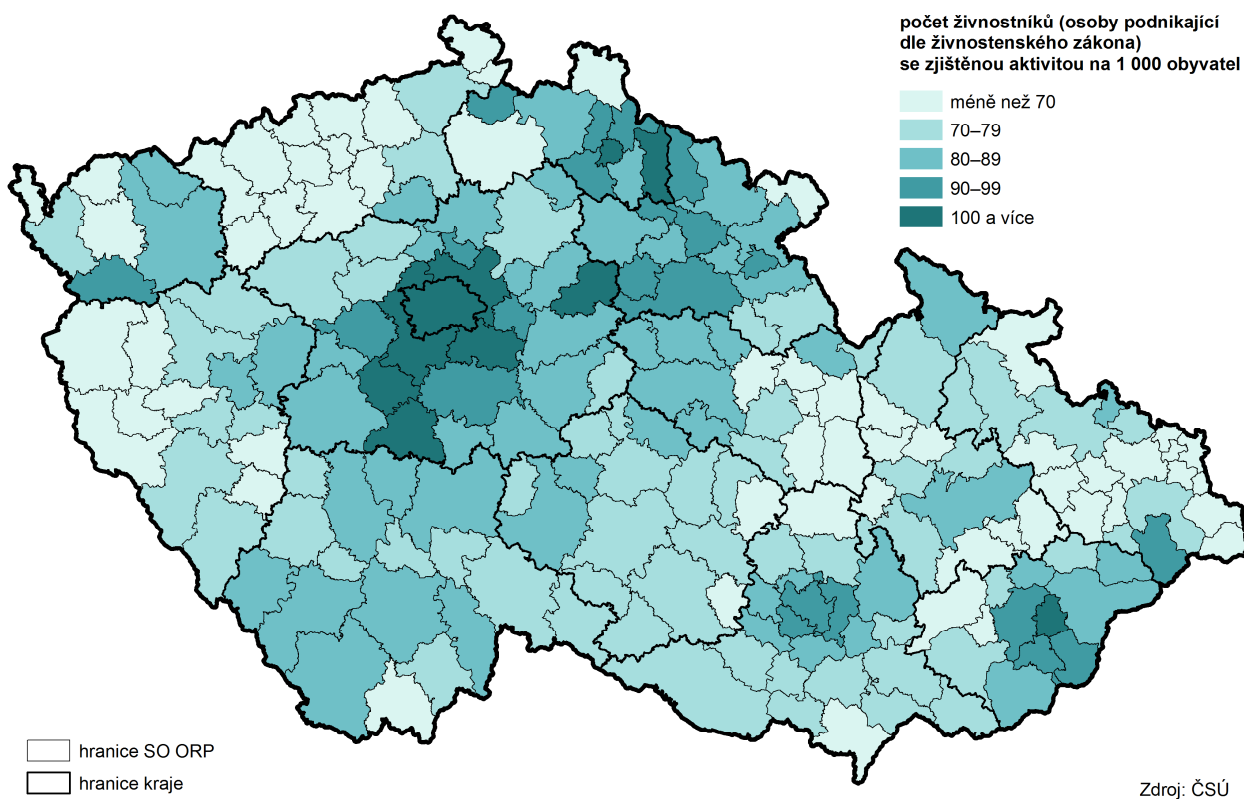 počet živnostníků (osoby podnikající
dle živnostenského zákona)
se zjištěnou aktivitou na 1 000 obyvatel
méně než 70
70–79
80–89
90–99
100 a více
hranice SO ORP
hranice kraje
Zdroj: ČSÚ